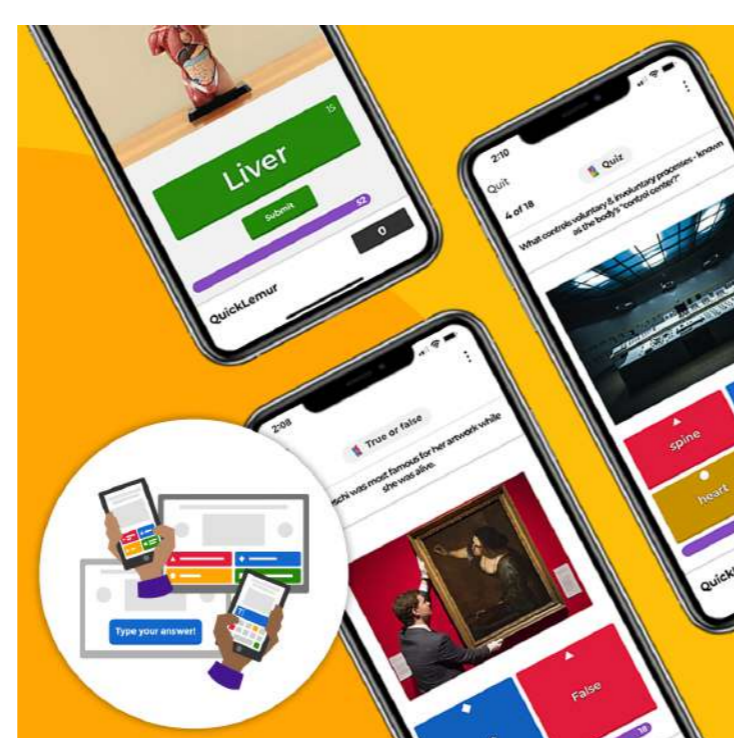 15
Liver
Submit
52
0
QuickLemur
2:10
Quit
Quiz
4 of 18
What controls voluntary & involuntary processes - known
as the body's "control center?"
spine
heart
2:08
True or false
was most famous for her artwork while
she was alive.
False
18
Type your answer!